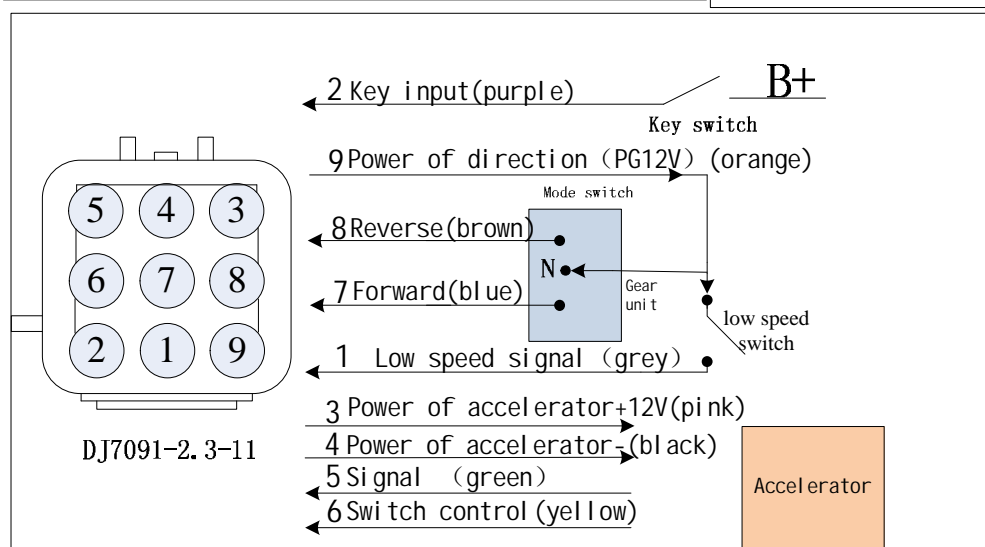 2 Key input(purple)
B+
Key switch
9 Power of direction (PG12V) (orange)
Mode switch
5 4 3
8 Reverse(brown)
6 7 8
N
Gear
unit
7 Forward(blue)
low speed
switch
2 1 9
1 Low speed signal (grey)
3 Power of accelerator+12V(pink)
DJ7091-2.3-11
4 Power of accelerator-(black)
5 Signal (green)
Accelerator
6 Switch control(yellow)